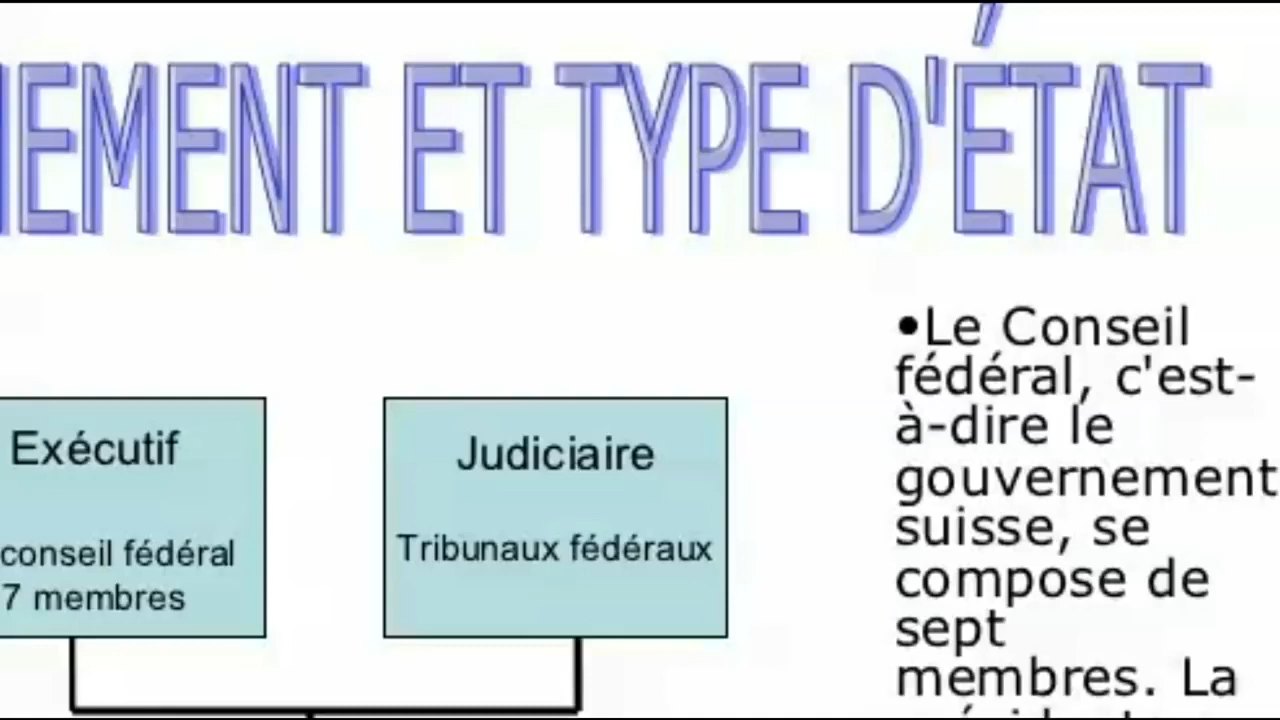 EMENT ET TYPE D'ÉTAT
Exécutif
conseil fédéral
7 membres
Judiciaire
Tribunaux fédéraux
•Le Conseil
fédéral, c'est-
à-dire le
gouvernement
suisse, se
compose de
sept
membres. La